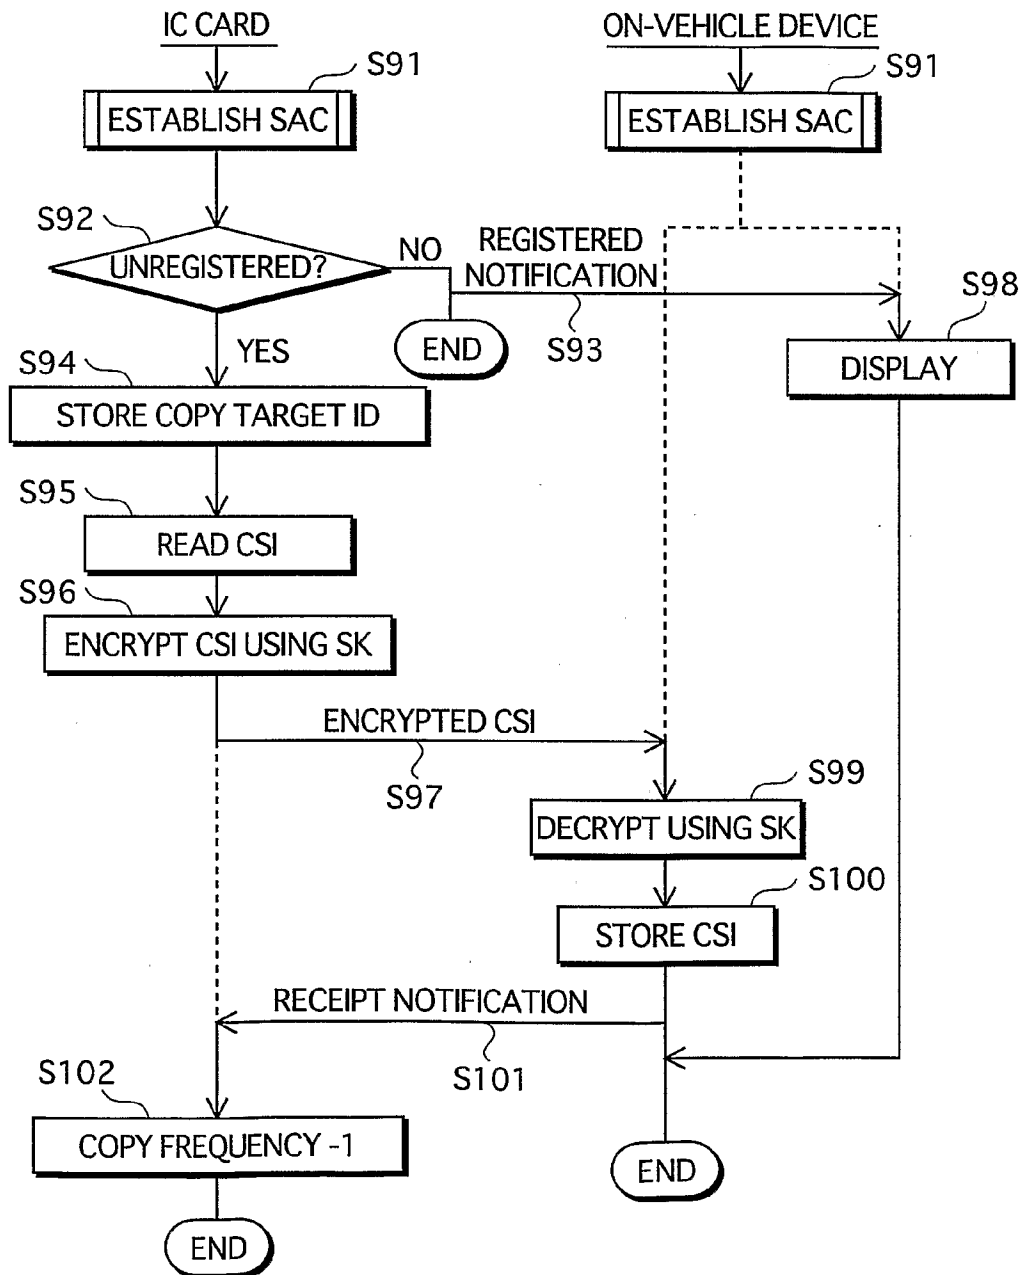 IC CARD
ON-VEHICLE DEVICE
S91
S91
ESTABLISH SAC
ESTABLISH SAC
S92
UNREGISTERED?
NO
REGISTERED
NOTIFICATION
S93
END
S98
DISPLAY
YES
S94
STORE COPY TARGET ID
S95
READ CSI
S96
ENCRYPT CSI USING SK
ENCRYPTED CSI
S97
S99
DECRYPT USING SK
S100
STORE CSI
RECEIPT NOTIFICATION
S101
S102
COPY FREQUENCY -1
END
END